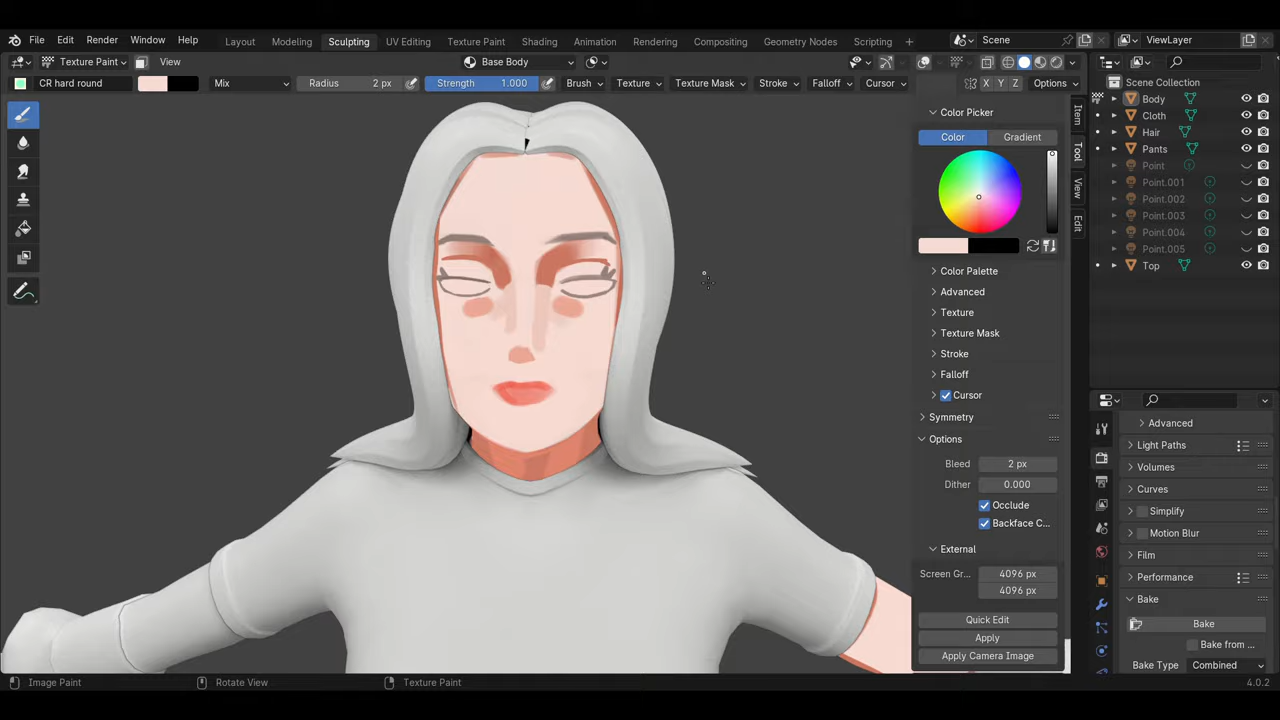 File Edit Render Window Help Layout Modeling Sculpting UV Editing Texture Paint Shading Animation Rendering Compositing Geometry Nodes Scripting + Scene ViewLayer
Texture Paint View Base Body
CR hard round Mix Radius 2 px Strength 1.000 Brush Texture Texture Mask Stroke Falloff Cursor X Y Z Options
Color Picker
Color Gradient
Color Palette
Advanced
Texture
Texture Mask
Stroke
Falloff
Cursor
Symmetry
Options
Bleed 2 px
Dither 0.000
Occlude
Backface C...
External
Screen Gr... 4096 px
4096 px
Quick Edit
Apply
Apply Camera Image
Item
Tool
View
Edit
Scene Collection
Body
Cloth
Hair
Pants
Point
Point.001
Point.002
Point.003
Point.004
Point.005
Top
Advanced
Light Paths
Volumes
Curves
Simplify
Motion Blur
Film
Performance
Bake
Bake
Bake from ...
Bake Type Combined
Image Paint Rotate View Texture Paint 4.0.2